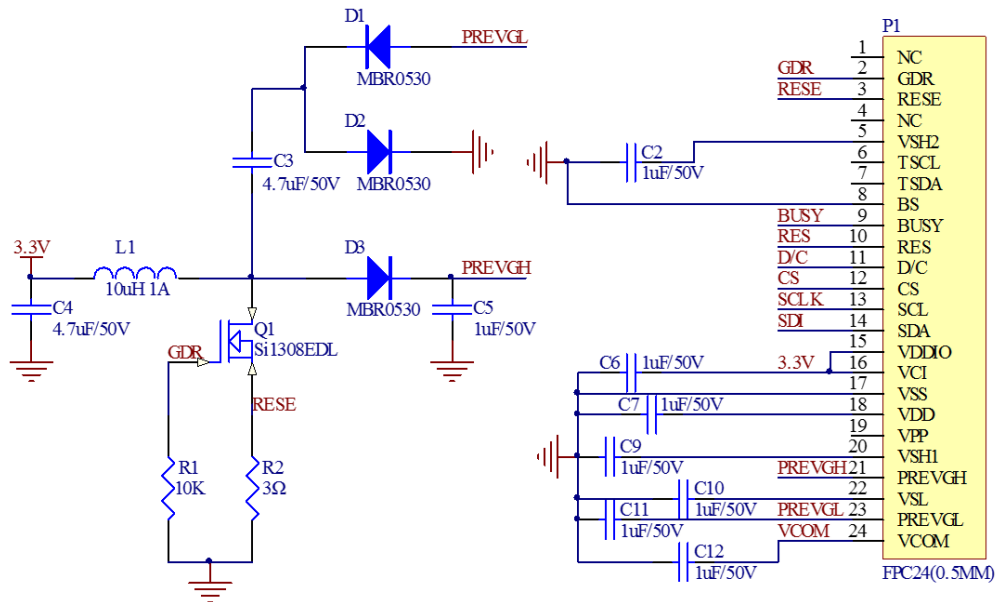 D1
PREVGL
MBR0530
D2
MBR0530
C3
4.7uF/50V
3.3V
L1
10uH 1A
D3
PREVGH
MBR0530
C4
4.7uF/50V
C5
1uF/50V
Q1
Si1308EDL
GDR
RESE
R1
10K
R2
3Ω
P1
1 NC
GDR 2 GDR
RESE 3 RESE
4 NC
5 VSH2
C2
1uF/50V
6 TSCL
7 TSDA
8 BS
BUSY 9 BUSY
RES 10 RES
D/C 11 D/C
CS 12 CS
SCLK 13 SCL
SDI 14 SDA
15 VDDIO
C6 1uF/50V 3.3V 16 VCI
17 VSS
C7 1uF/50V 18 VDD
19 VPP
C9 20 VSH1
1uF/50V
PREVGH 21 PREVGH
C10 22 VSL
1uF/50V
C11 PREVGL 23 PREVGL
1uF/50V
VCOM 24 VCOM
C12
1uF/50V
FPC24(0.5MM)